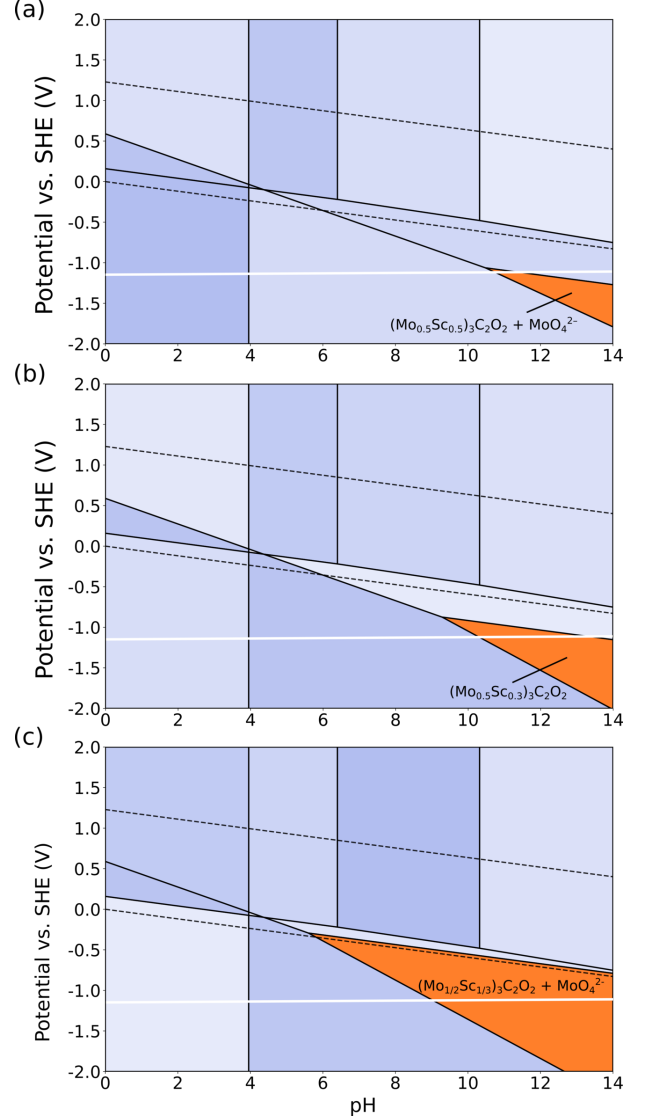 (a)
Potential vs. SHE (V)
2.0
1.5
1.0
0.5
0.0
-0.5
-1.0
-1.5
-2.0
(Mo₀.₅Sc₀.₅)₃C₂O₂ + MoO₄²⁻
0 2 4 6 8 10 12 14
(b)
Potential vs. SHE (V)
2.0
1.5
1.0
0.5
0.0
-0.5
-1.0
-1.5
-2.0
(Mo₀.₅Sc₀.₃)₃C₂O₂
0 2 4 6 8 10 12 14
(c)
Potential vs. SHE (V)
2.0
1.5
1.0
0.5
0.0
-0.5
-1.0
-1.5
-2.0
(Mo₁/₂Sc₁/₃)₃C₂O₂ + MoO₄²⁻
0 2 4 6 8 10 12 14
pH